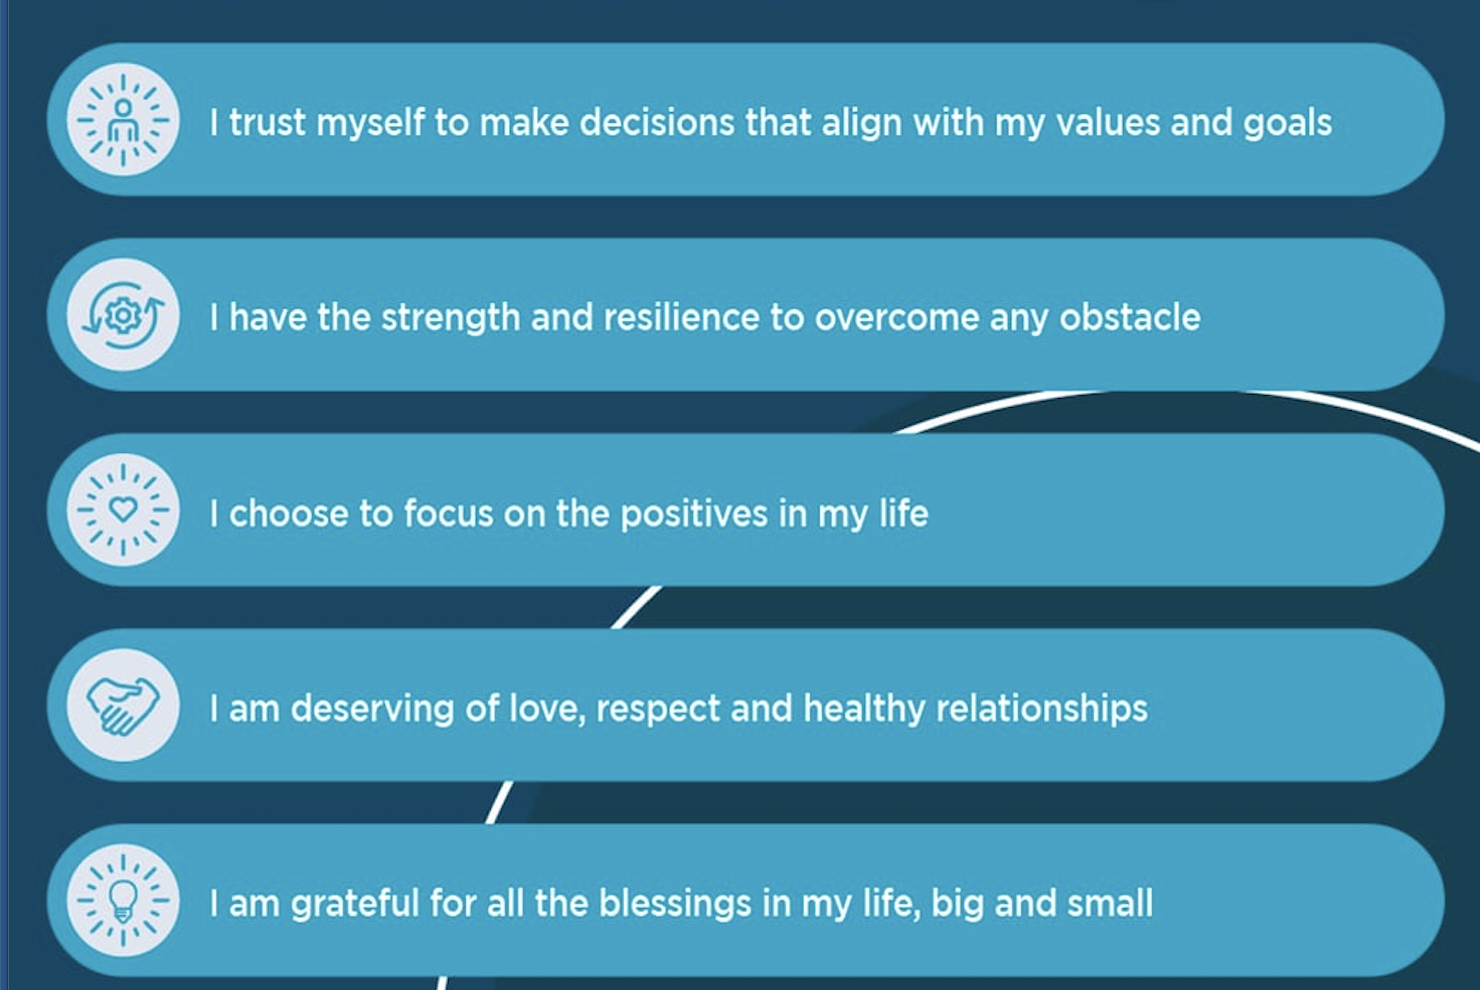 I trust myself to make decisions that align with my values and goals
I have the strength and resilience to overcome any obstacle
I choose to focus on the positives in my life
I am deserving of love, respect and healthy relationships
I am grateful for all the blessings in my life, big and small